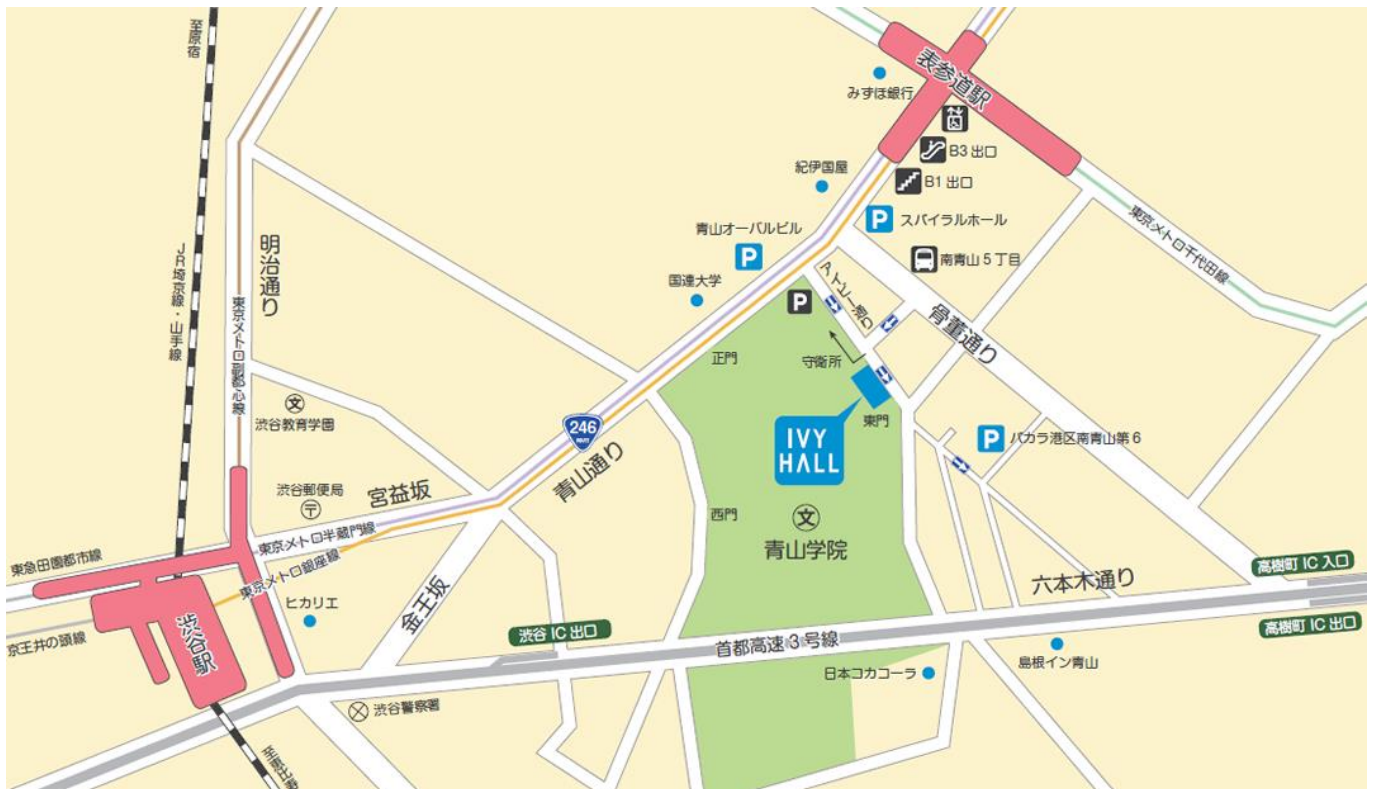 至原宿
表参道駅
みずほ銀行
B3 出口
紀伊国屋
B1 出口
P
スパイラルホール
青山オーバルビル
P
東京メトロ千代田線
南青山 5 丁目
明治通り
JR埼京線・山手線
国連大学
アイビー通り
P
骨董通り
東京メトロ副都心線
正門
守衛所
文
渋谷教育学園
246
青山通り
IVY
HALL
東門
P
バカラ港区南青山第 6
渋谷郵便局
宮益坂
西門
文
青山学院
東急田園都市線
東京メトロ半蔵門線
東京メトロ銀座線
高樹町 IC 入口
六本木通り
ヒカリエ
金王坂
渋谷 IC 出口
首都高速 3 号線
高樹町 IC 出口
京王井の頭線
渋谷駅
島根イン青山
日本コカコーラ
渋谷警察署